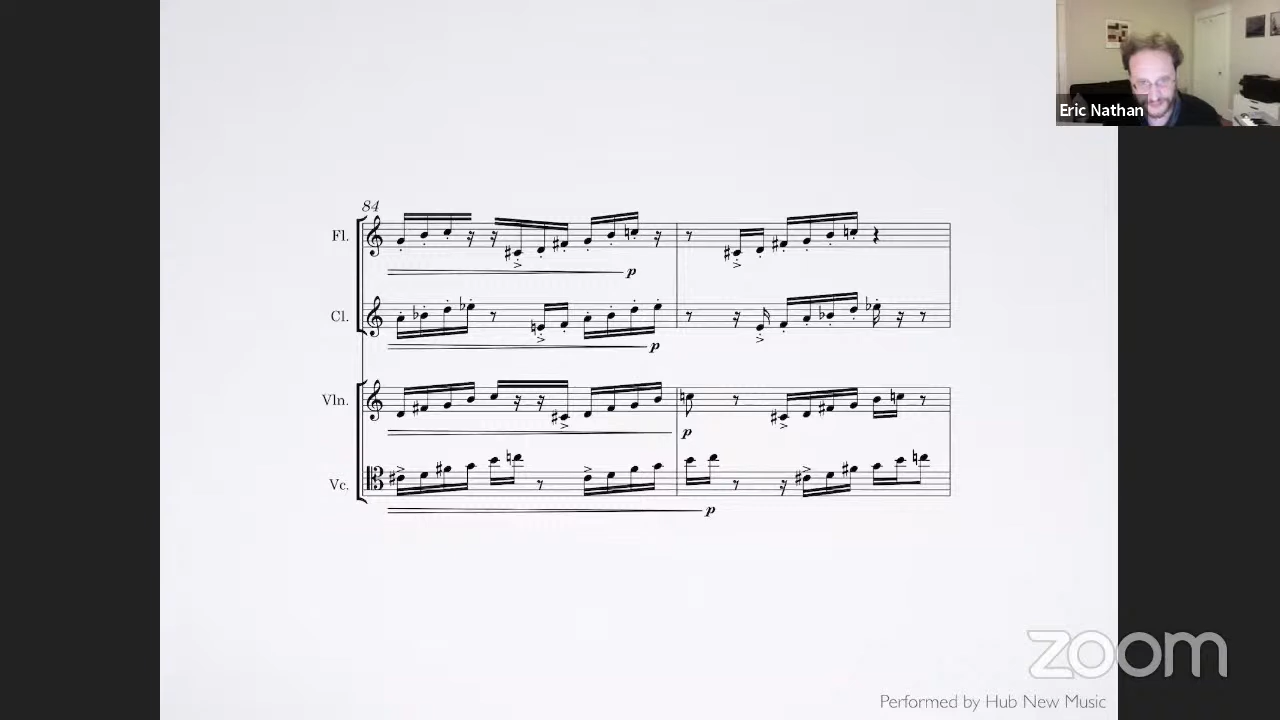 Eric Nathan
84
Fl.
p
Cl.
p
Vln.
p
Vc.
p
zoom
Performed by Hub New Music